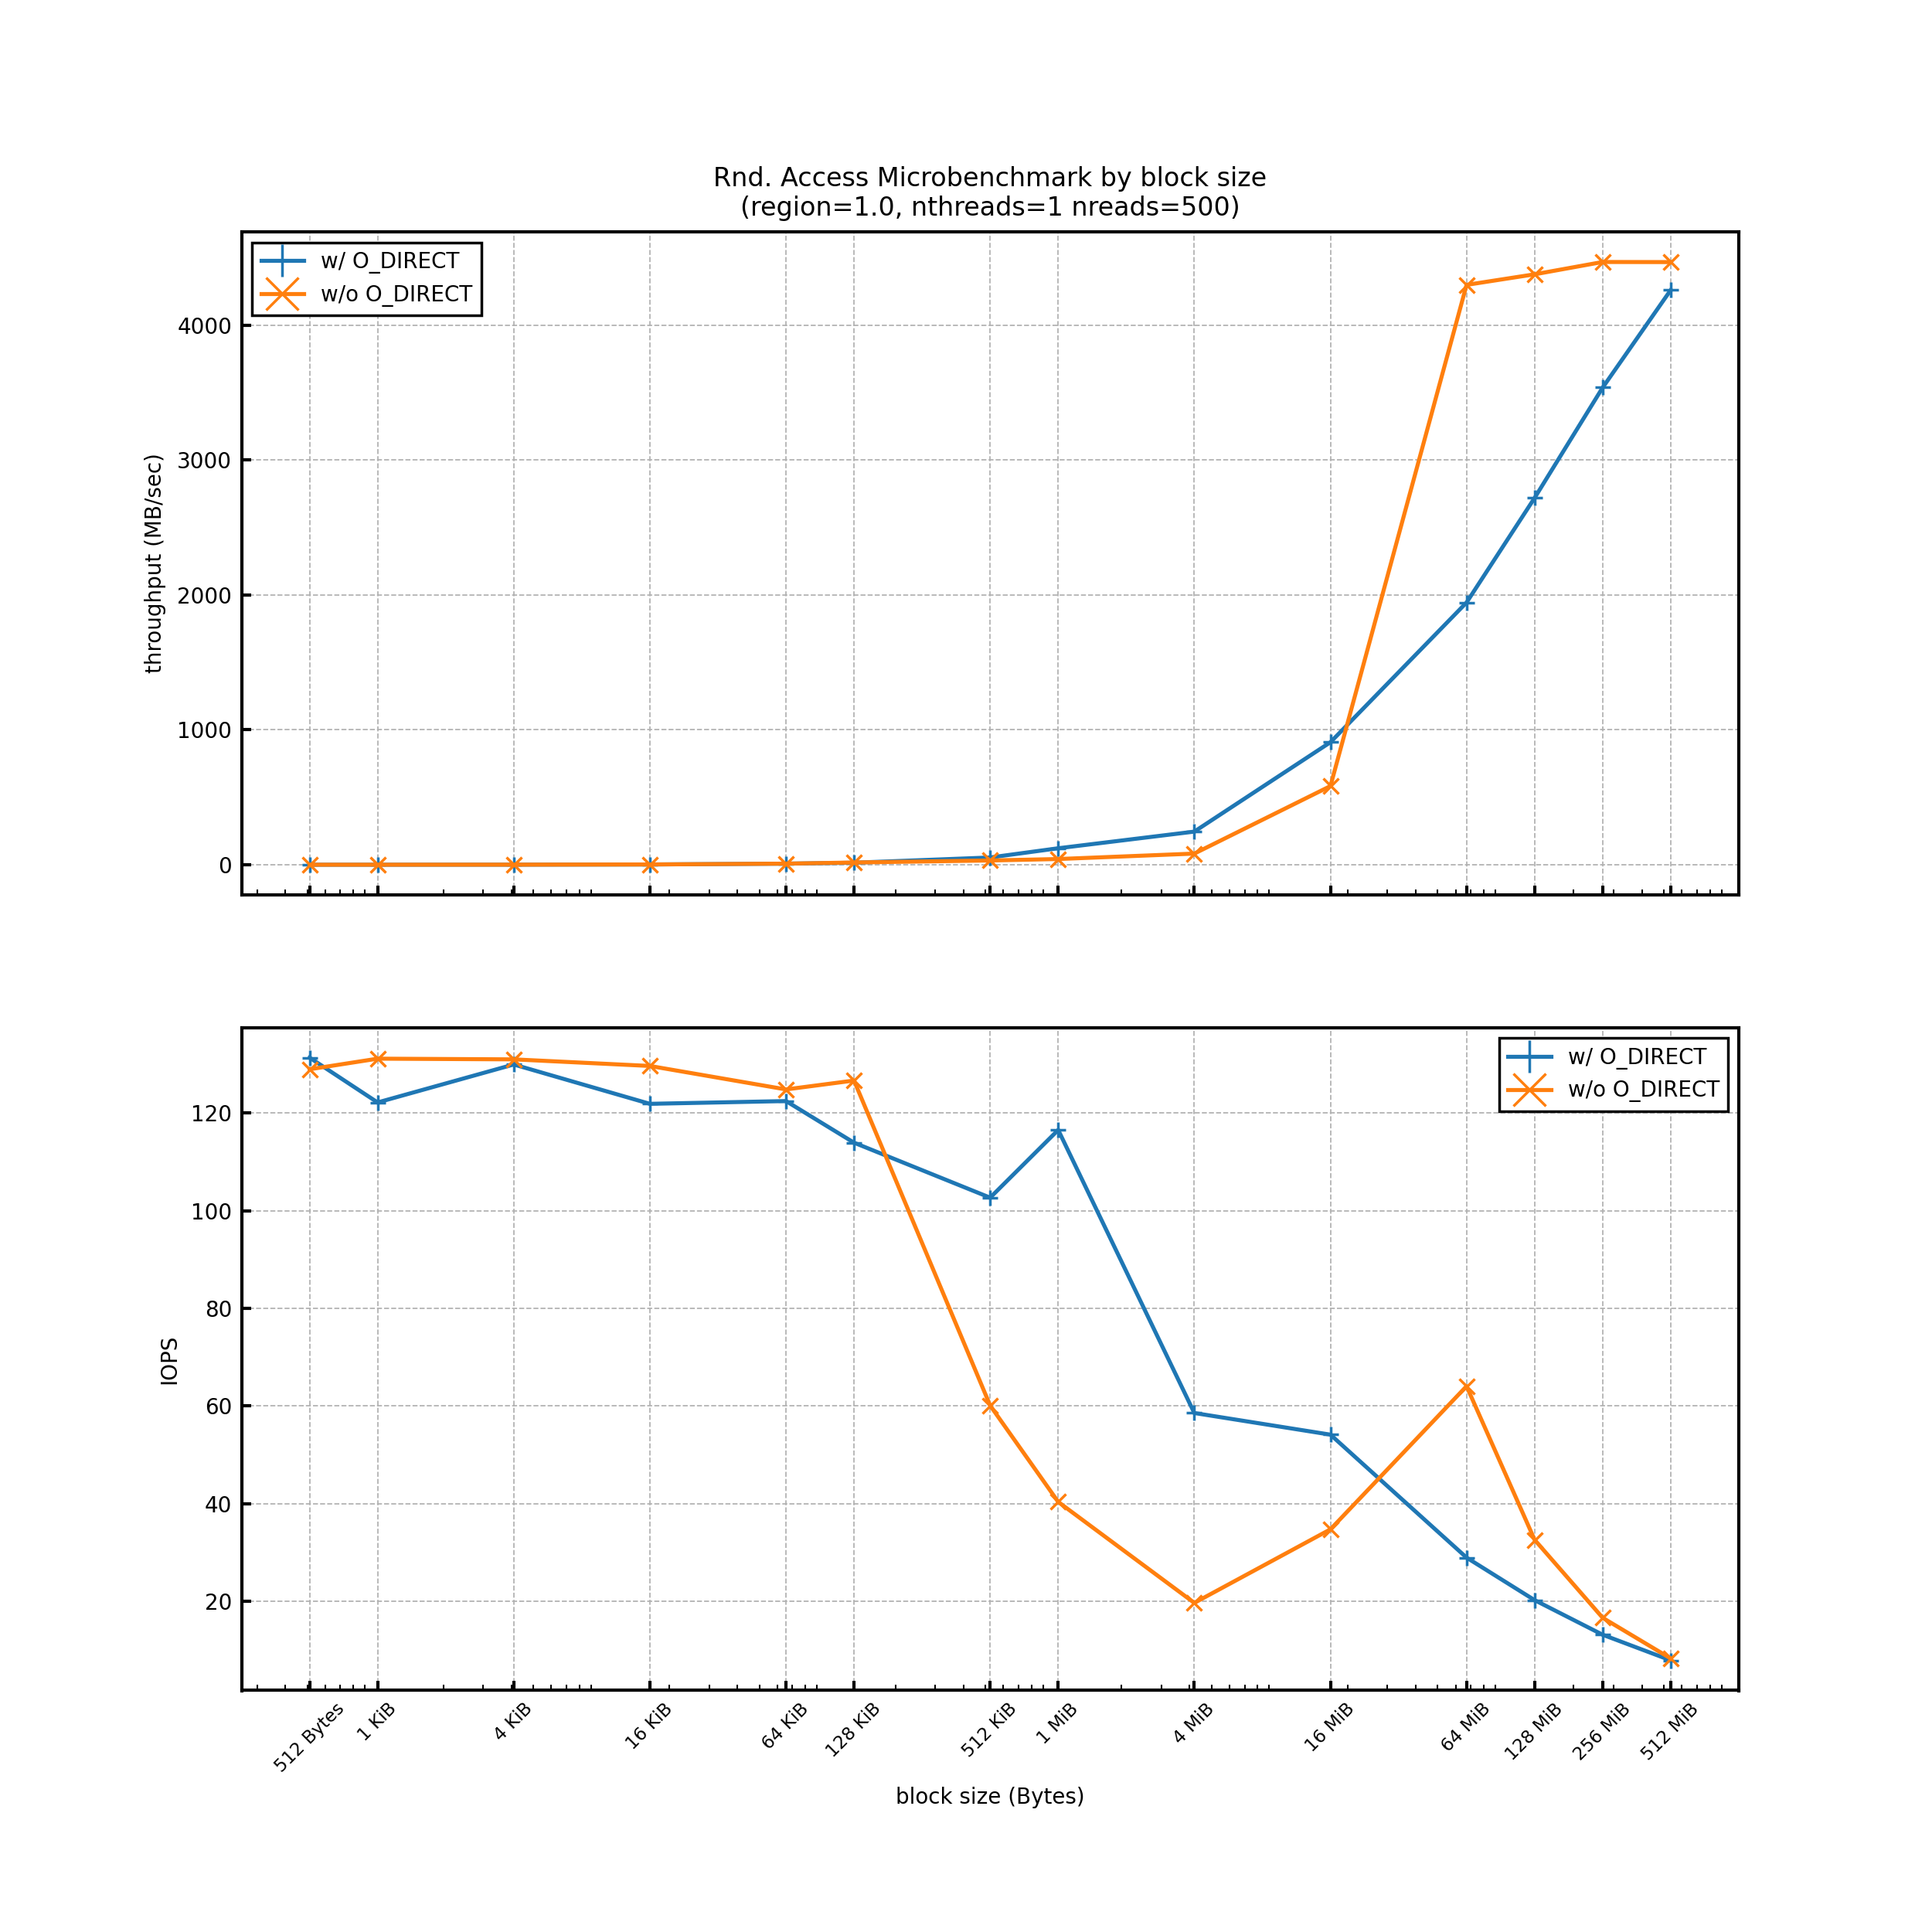 Rnd. Access Microbenchmark by block size
(region=1.0, nthreads=1 nreads=500)
w/ O_DIRECT
w/o O_DIRECT
throughput (MB/sec)
4000
3000
2000
1000
0
w/ O_DIRECT
w/o O_DIRECT
IOPS
120
100
80
60
40
20
512 Bytes
1 KiB
4 KiB
16 KiB
64 KiB
128 KiB
512 KiB
1 MiB
4 MiB
16 MiB
64 MiB
128 MiB
256 MiB
512 MiB
block size (Bytes)